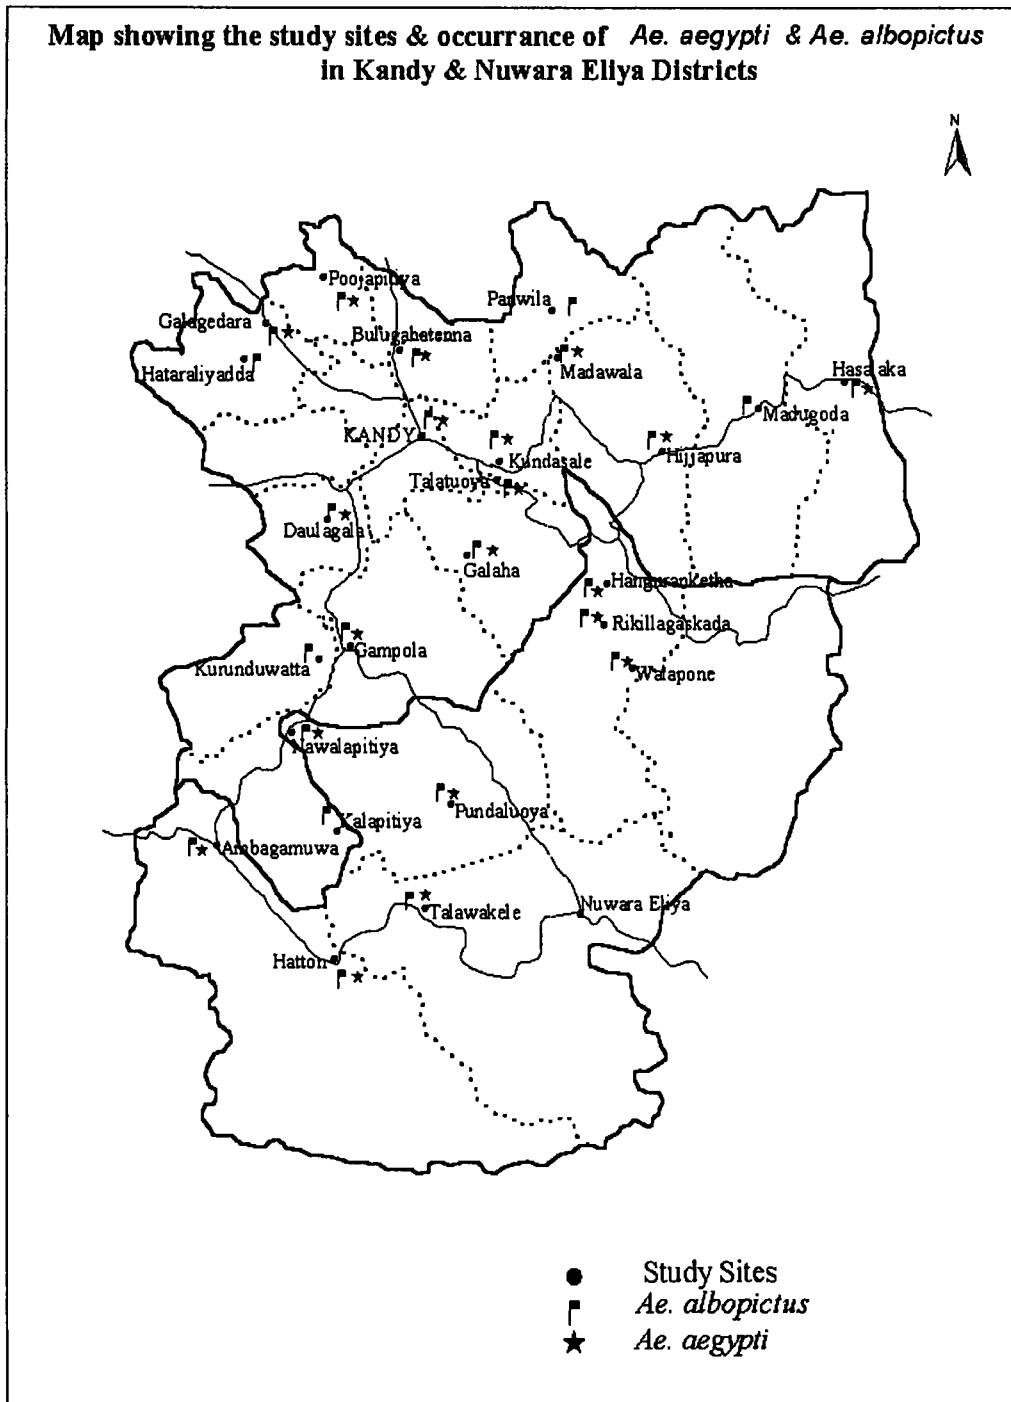 Map showing the study sites & occurrance of Ae. aegypti & Ae. albopictus
in Kandy & Nuwara Eliya Districts
N
Poojapitiya
Panwila
Galagedara
Bulugahetenna
Hataraliyadda
Madawala
Hasalaka
Madugoda
KANDY
Kundasale
Hijjapura
Talatuoya
Daulagala
Galaha
Hanguranketha
Rikillagaskada
Gampola
Kurunduwatta
Walapone
Nawalapitiya
Pundaluoya
Kalapitiya
Ambagamuwa
Talawakele
Nuwara Eliya
Hatton
Study Sites
Ae. albopictus
Ae. aegypti